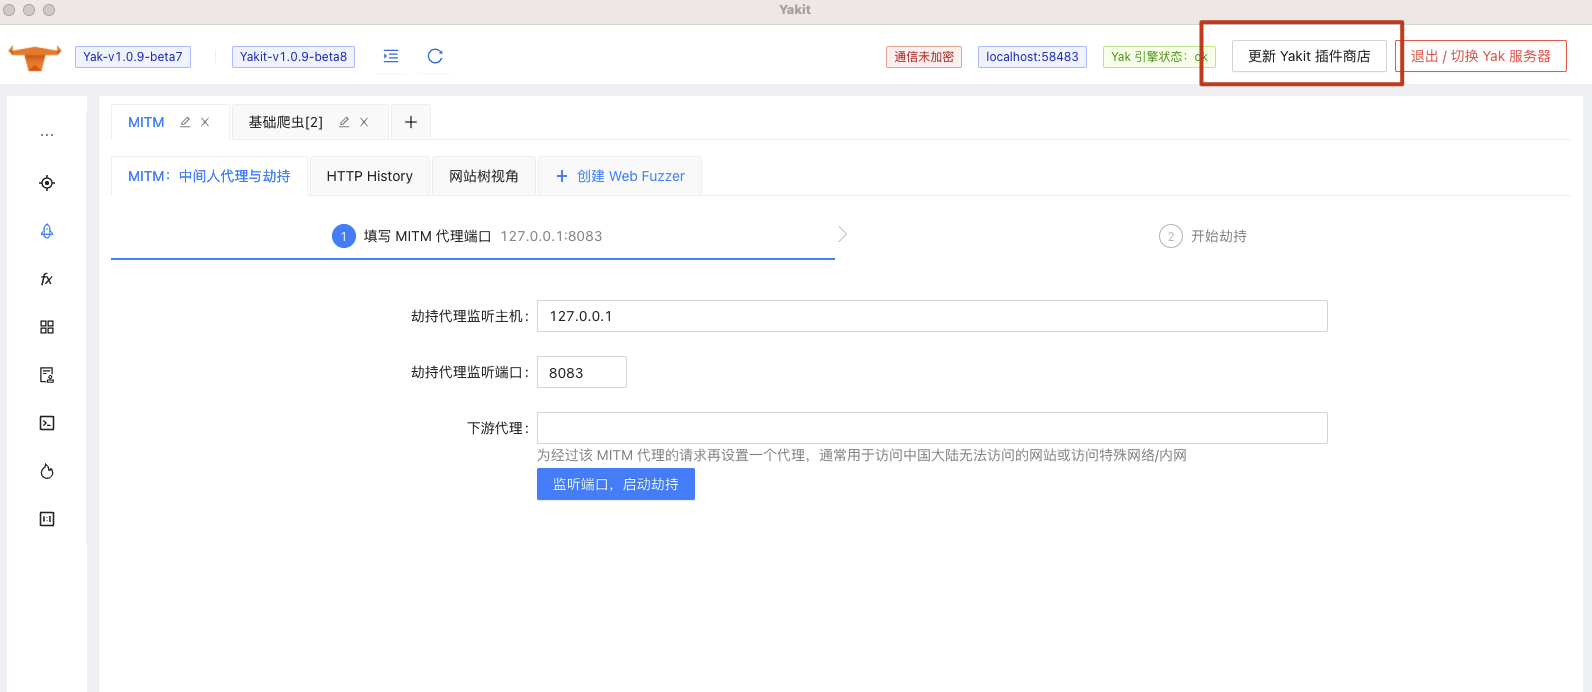 Yakit
Yak-v1.0.9-beta7
Yakit-v1.0.9-beta8
通信未加密
localhost:58483
Yak 引擎状态：ok
更新 Yakit 插件商店
退出 / 切换 Yak 服务器
MITM
基础爬虫[2]
MITM：中间人代理与劫持
HTTP History
网站树视角
+ 创建 Web Fuzzer
1 填写 MITM 代理端口 127.0.0.1:8083
2 开始劫持
劫持代理监听主机： 127.0.0.1
劫持代理监听端口： 8083
下游代理：
为经过该 MITM 代理的请求再设置一个代理，通常用于访问中国大陆无法访问的网站或访问特殊网络/内网
监听端口，启动劫持
fx